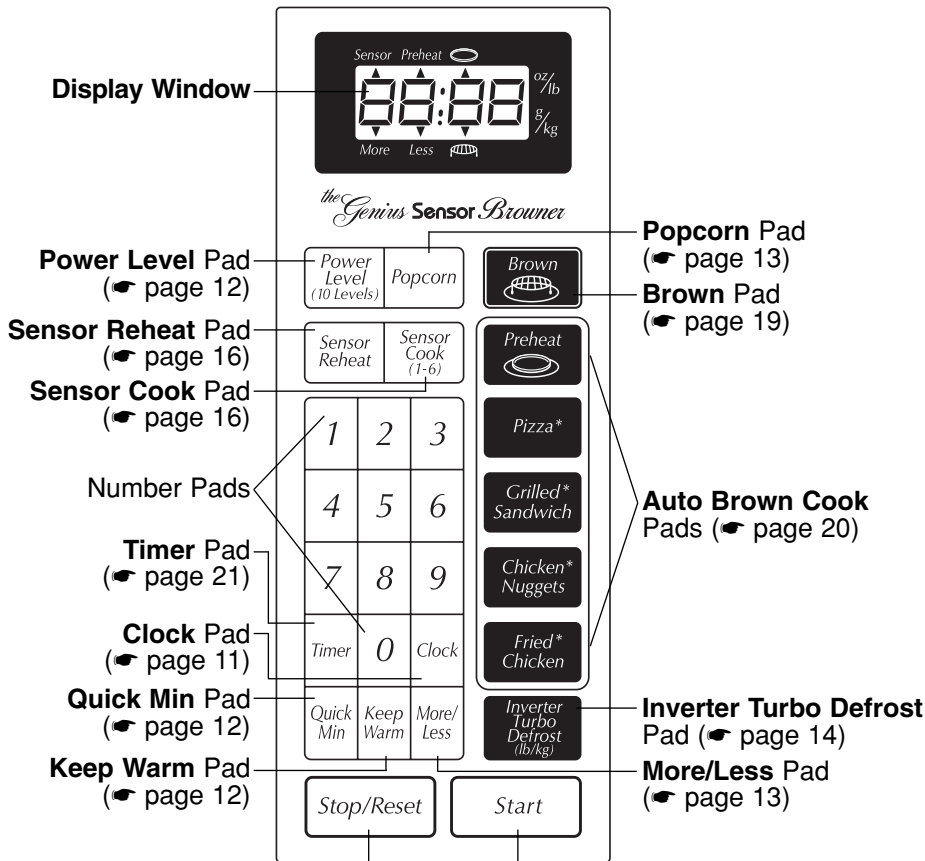 Sensor Preheat
88:88
oz/lb
g/kg
More Less
Display Window
the Genius Sensor Browner
Power Level Pad
(☛ page 12)
Sensor Reheat Pad
(☛ page 16)
Sensor Cook Pad
(☛ page 16)
Number Pads
Timer Pad
(☛ page 21)
Clock Pad
(☛ page 11)
Quick Min Pad
(☛ page 12)
Keep Warm Pad
(☛ page 12)
Power
Level
(10 Levels)
Popcorn
Sensor
Reheat
Sensor
Cook
(1-6)
1 2 3
4 5 6
7 8 9
Timer 0 Clock
Quick
Min
Keep
Warm
More/
Less
Stop/Reset
Start
Brown
Preheat
Pizza*
Grilled*
Sandwich
Chicken*
Nuggets
Fried*
Chicken
Inverter
Turbo
Defrost
(lb/kg)
Popcorn Pad
(☛ page 13)
Brown Pad
(☛ page 19)
Auto Brown Cook
Pads (☛ page 20)
Inverter Turbo Defrost
Pad (☛ page 14)
More/Less Pad
(☛ page 13)